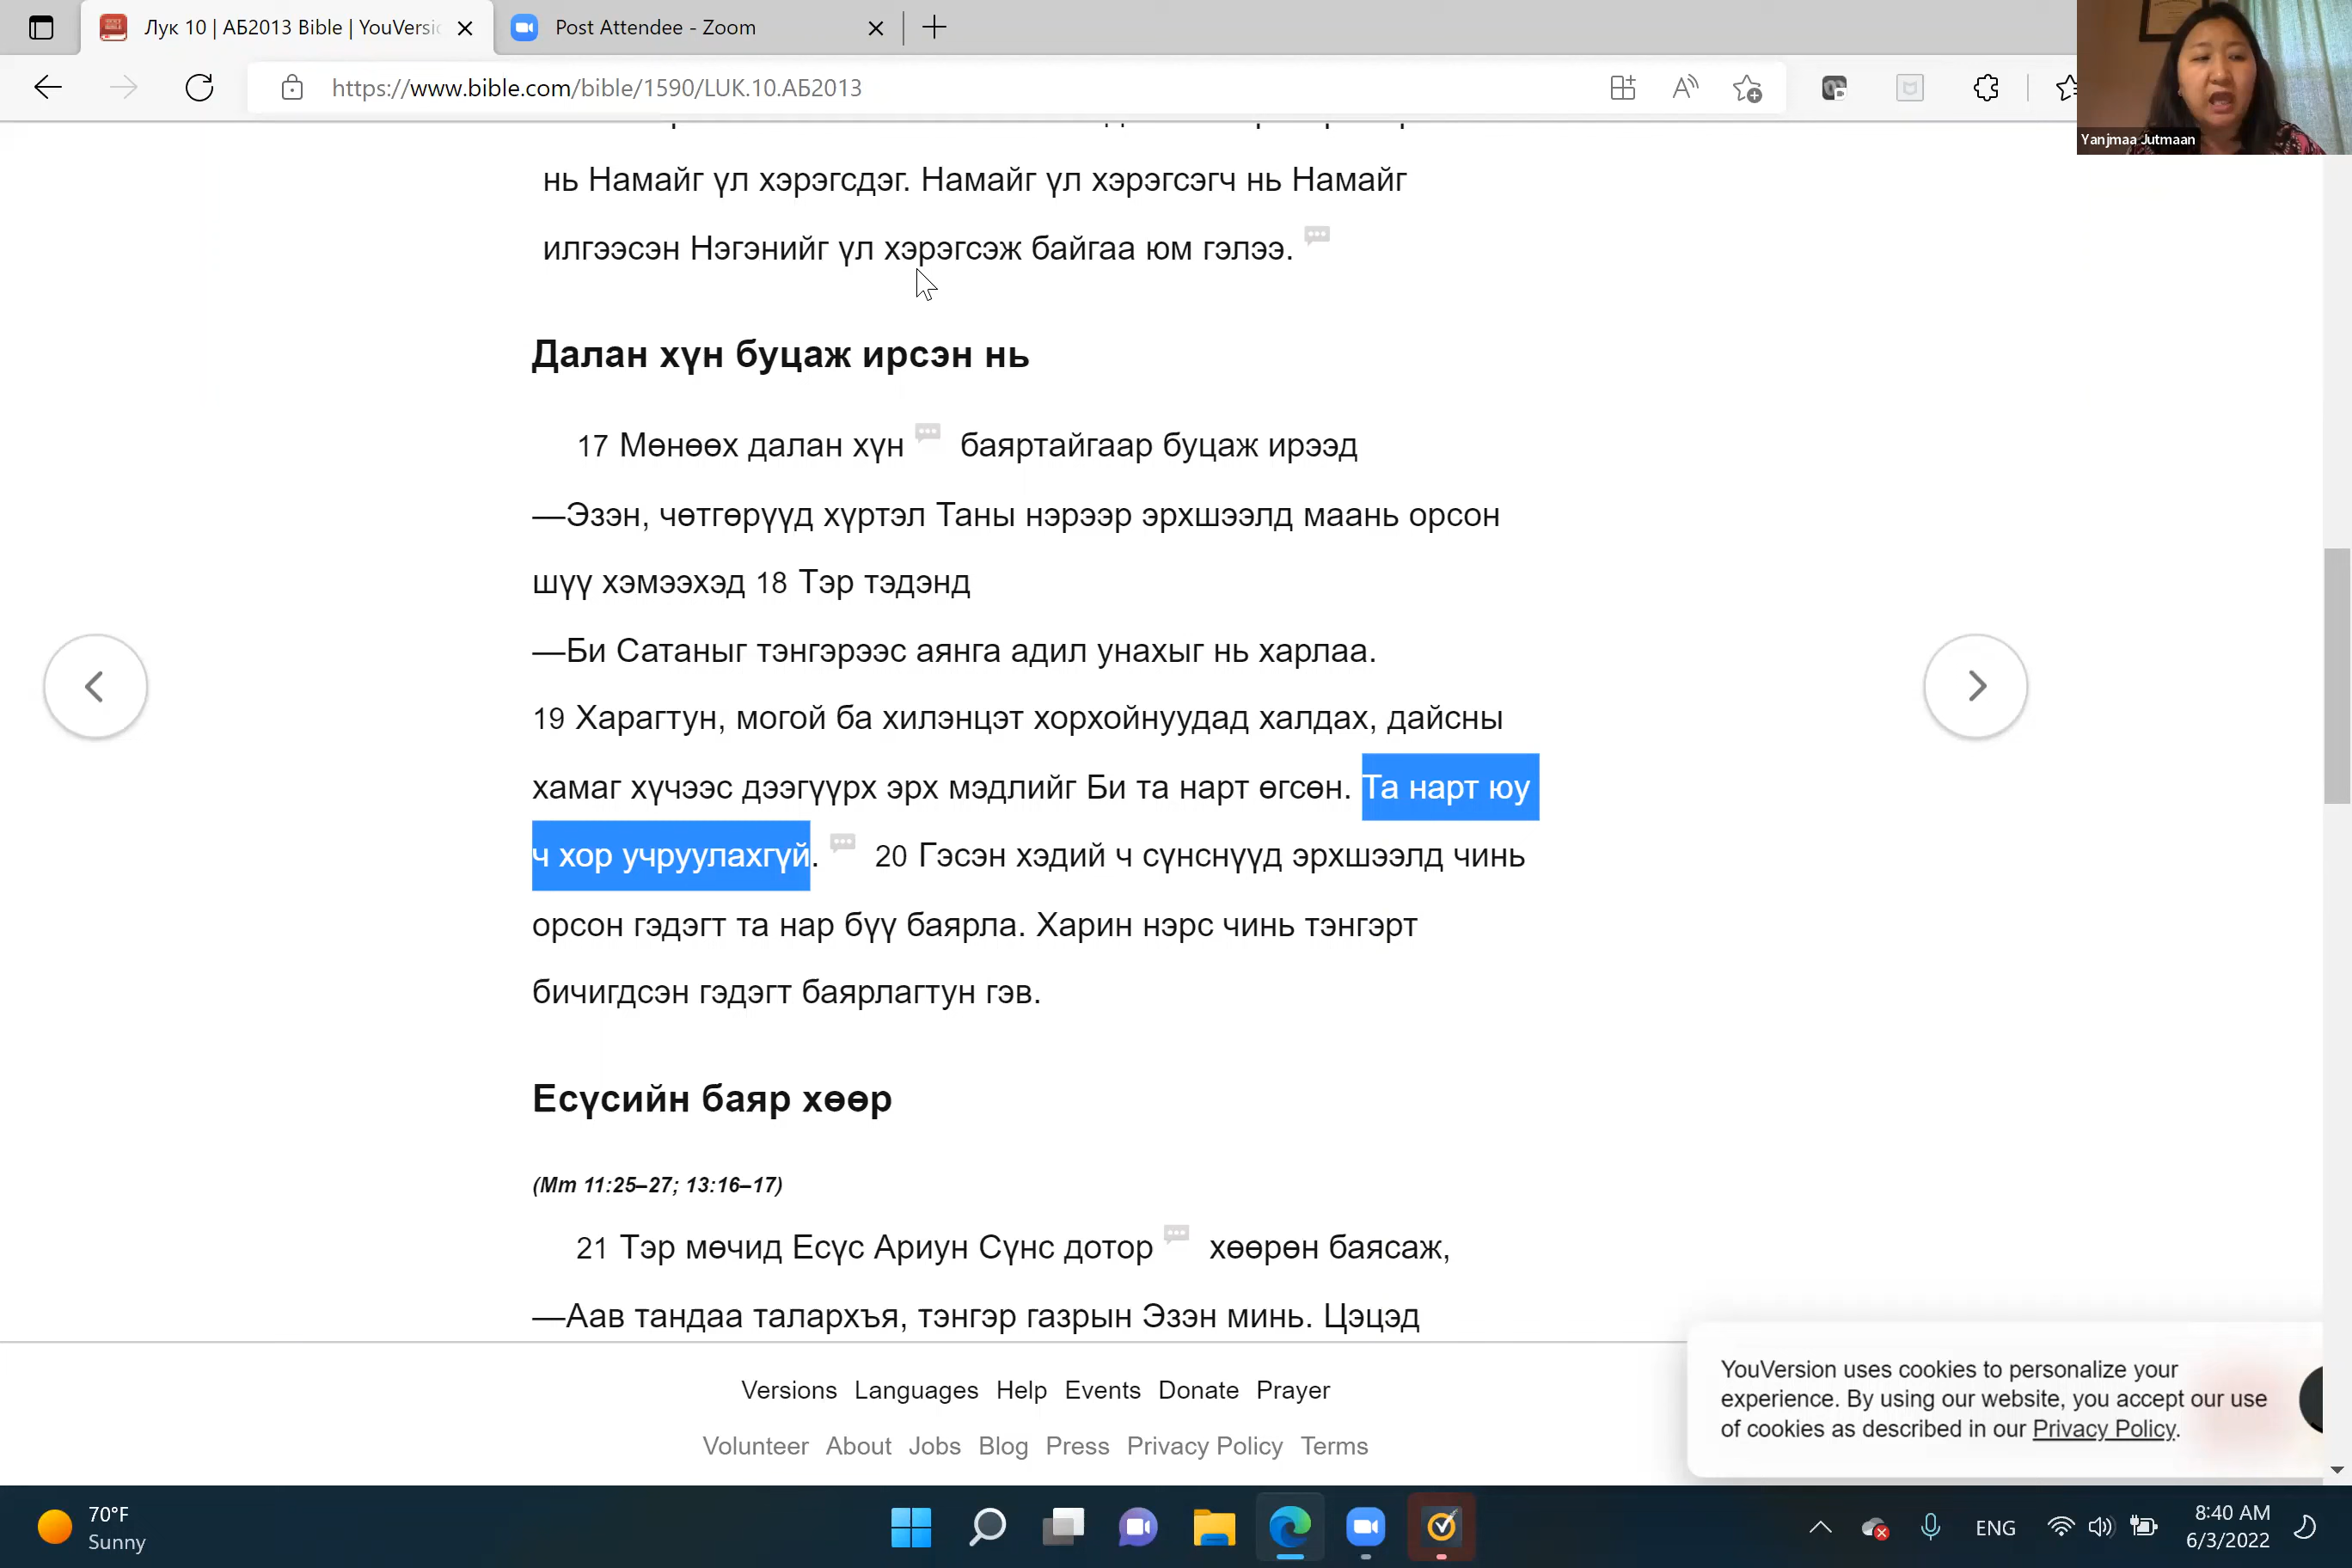 Лук 10 | АБ2013 Bible | YouVersi
Post Attendee - Zoom
https://www.bible.com/bible/1590/LUK.10.АБ2013
Yanjmaa Jutmaan
нь Намайг үл хэрэгсдэг. Намайг үл хэрэгсэгч нь Намайг
илгээсэн Нэгэнийг үл хэрэгсэж байгаа юм гэлээ.
Далан хүн буцаж ирсэн нь
17 Мөнөөх далан хүн баяртайгаар буцаж ирээд
—Эзэн, чөтгөрүүд хүртэл Таны нэрээр эрхшээлд маань орсон
шүү хэмээхэд 18 Тэр тэдэнд
—Би Сатаныг тэнгэрээс аянга адил унахыг нь харлаа.
19 Харагтун, могой ба хилэнцэт хорхойнуудад халдах, дайсны
хамаг хүчээс дээгүүрх эрх мэдлийг Би та нарт өгсөн. Та нарт юу
ч хор учруулахгүй. 20 Гэсэн хэдий ч сүнснүүд эрхшээлд чинь
орсон гэдэгт та нар бүү баярла. Харин нэрс чинь тэнгэрт
бичигдсэн гэдэгт баярлагтун гэв.
Есүсийн баяр хөөр
(Мт 11:25–27; 13:16–17)
21 Тэр мөчид Есүс Ариун Сүнс дотор хөөрөн баясаж,
—Аав тандаа талархъя, тэнгэр газрын Эзэн минь. Цэцэд
Versions Languages Help Events Donate Prayer
Volunteer About Jobs Blog Press Privacy Policy Terms
YouVersion uses cookies to personalize your
experience. By using our website, you accept our use
of cookies as described in our Privacy Policy.
70°F
Sunny
ENG
8:40 AM
6/3/2022